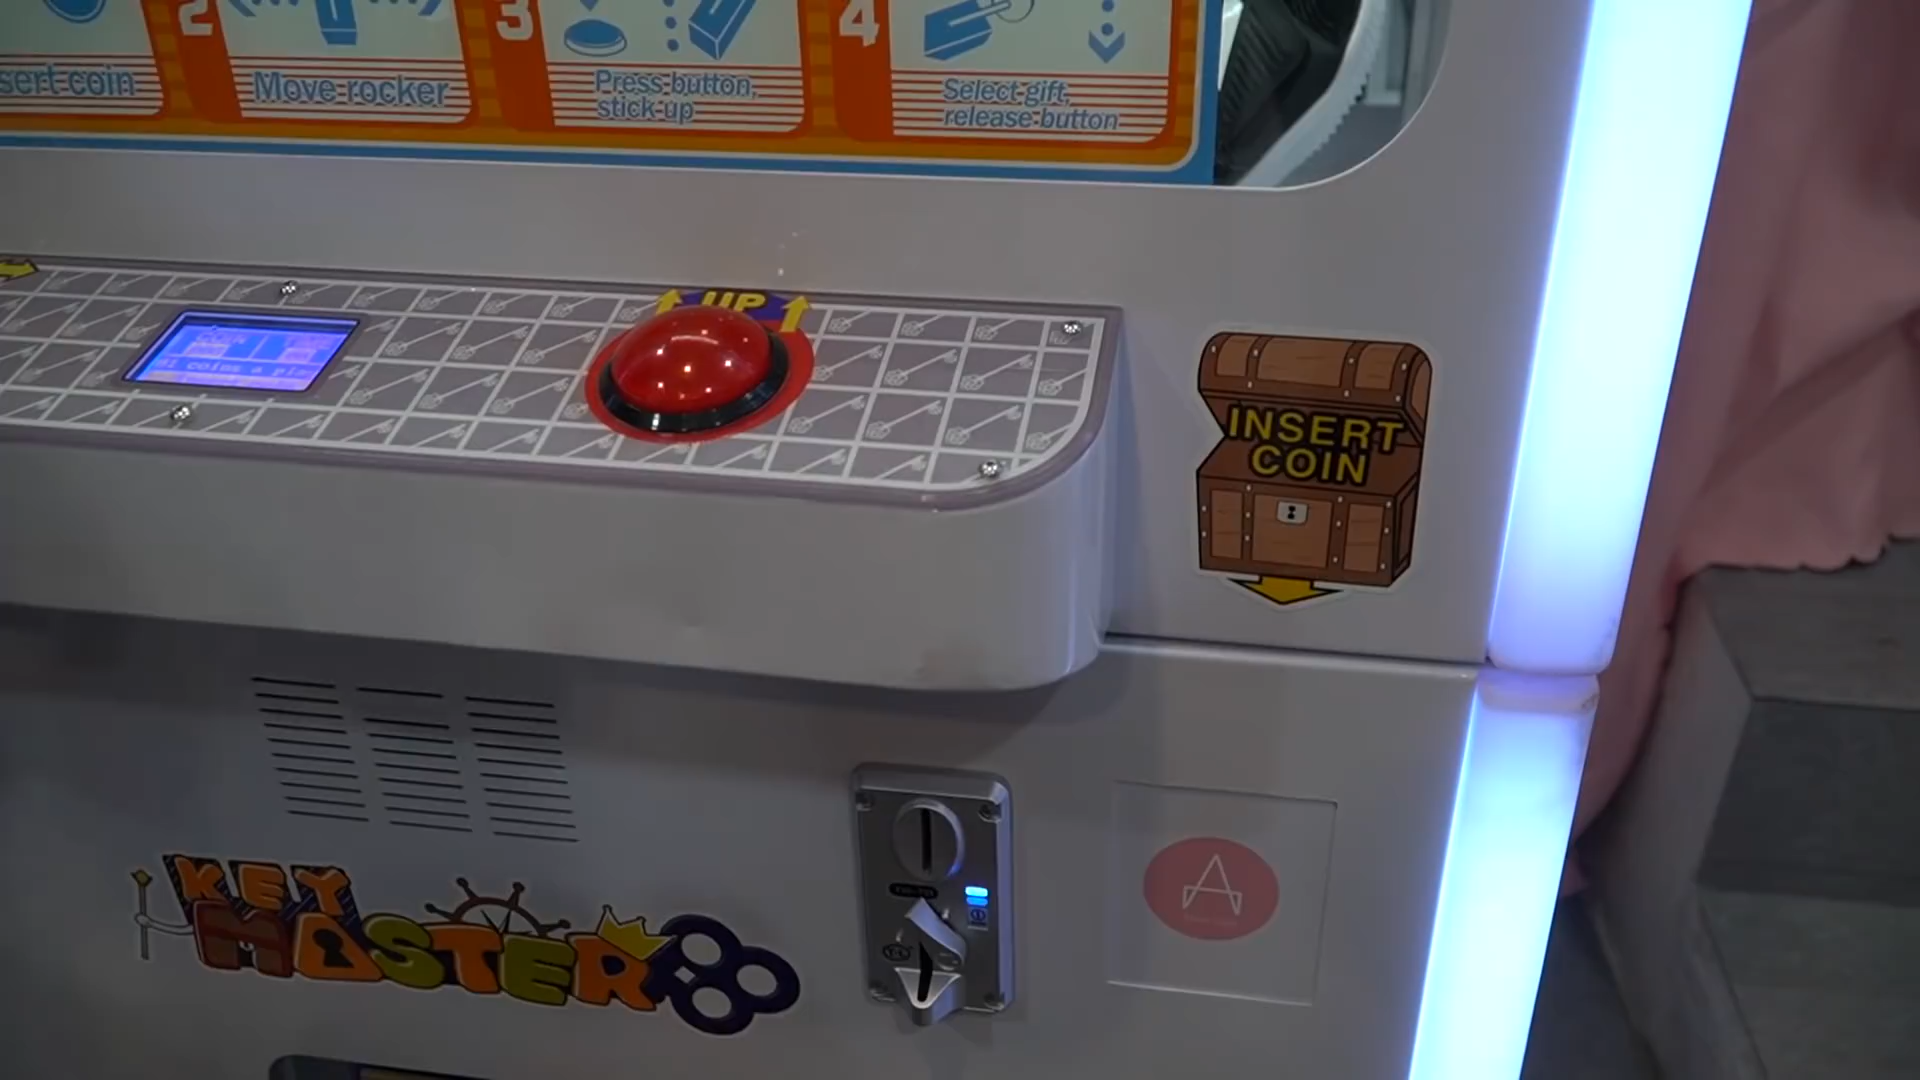 2
3
4
sert coin
Move rocker
Press button,
stick up
Select gift,
release button
UP
coins a
INSERT
COIN
KEY
MASTER
A